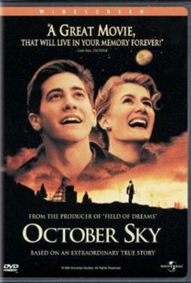 WIDESCREEN
"A GREAT MOVIE,
THAT WILL LIVE IN YOUR MEMORY FOREVER!"
FROM THE PRODUCER OF "FIELD OF DREAMS"
OCTOBER SKY
BASED ON AN EXTRAORDINARY TRUE STORY
DVD
UNIVERSAL